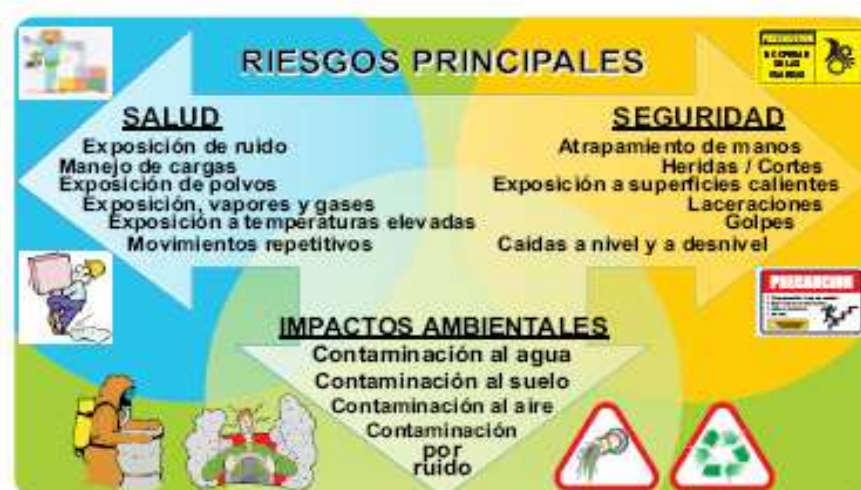 RIESGOS PRINCIPALES
SALUD
Exposición de ruido
Manejo de cargas
Exposición de polvos
Exposición, vapores y gases
Exposición a temperaturas elevadas
Movimientos repetitivos
SEGURIDAD
Atrapamiento de manos
Heridas / Cortes
Exposición a superficies calientes
Laceraciones
Golpes
Caidas a nivel y a desnivel
PRECAUCION
IMPACTOS AMBIENTALES
Contaminación al agua
Contaminación al suelo
Contaminación al aire
Contaminación
por
ruido